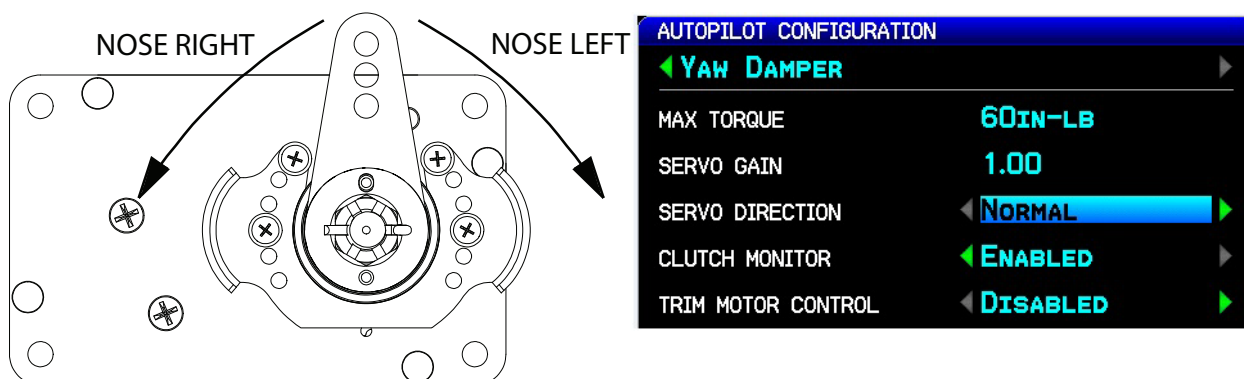 NOSE RIGHT
NOSE LEFT
AUTOPILOT CONFIGURATION
YAW DAMPER
MAX TORQUE 60IN-LB
SERVO GAIN 1.00
SERVO DIRECTION NORMAL
CLUTCH MONITOR ENABLED
TRIM MOTOR CONTROL DISABLED